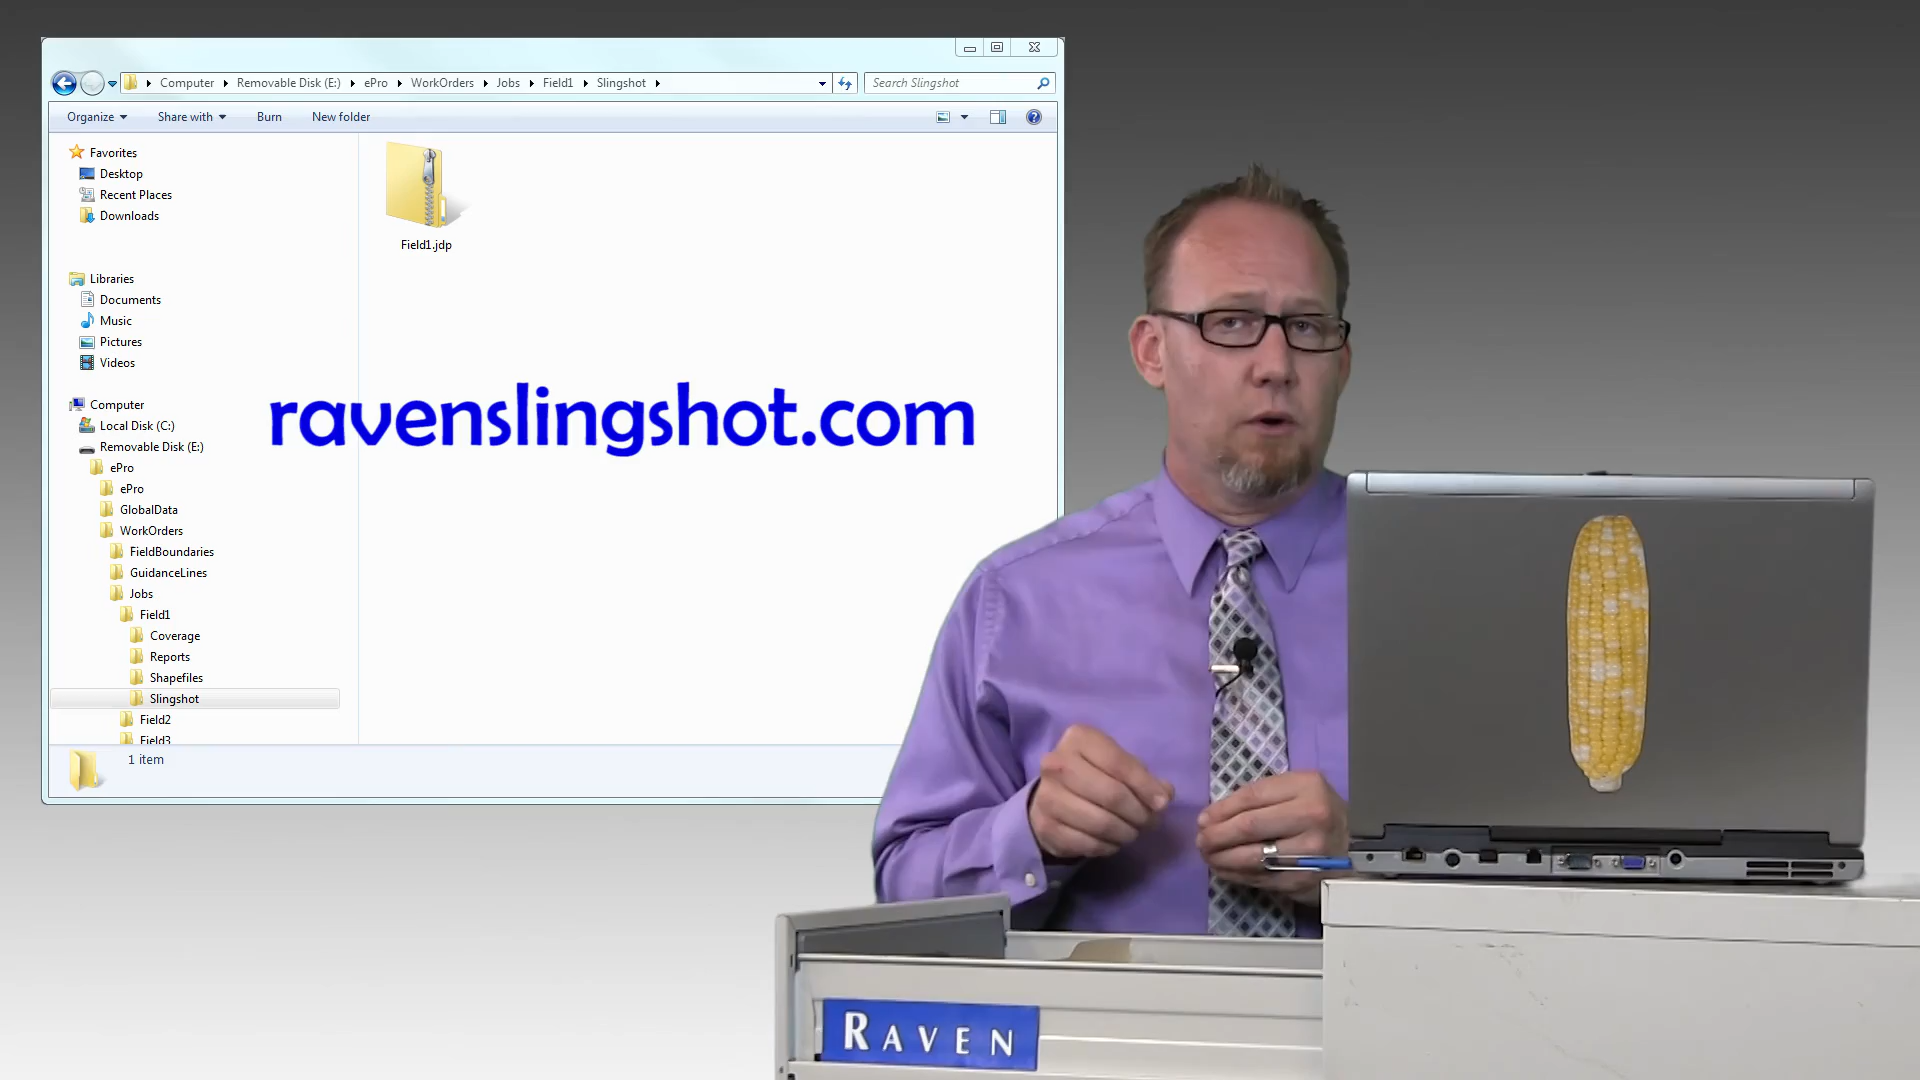 Computer Removable Disk (E:) ePro WorkOrders Jobs Field1 Slingshot
Search Slingshot
Organize Share with Burn New folder
Favorites
Desktop
Recent Places
Downloads
Libraries
Documents
Music
Pictures
Videos
Computer
Local Disk (C:)
Removable Disk (E:)
ePro
ePro
GlobalData
WorkOrders
FieldBoundaries
GuidanceLines
Jobs
Field1
Coverage
Reports
Shapefiles
Slingshot
Field2
Field3
Field1.jdp
ravenslingshot.com
1 item
RAVEN